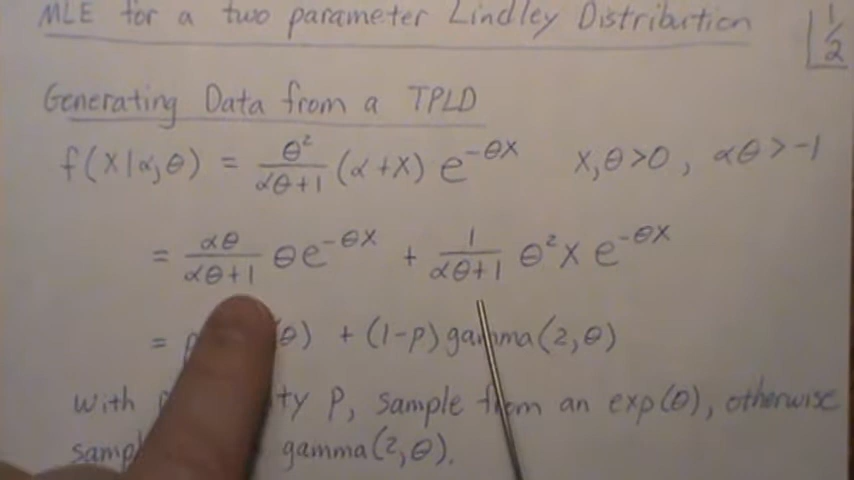 MLE for a two parameter Lindley Distribution
1/2
Generating Data from a TPLD
f(x|α,θ) = θ²/(αθ+1) (α+x) e^(-θx) x,θ>0, αθ>-1
= αθ/(αθ+1) θe^(-θx) + 1/(αθ+1) θ²x e^(-θx)
= θ) + (1-p) gamma(2,θ)
with P, sample from an exp(θ), otherwise
gamma(2,θ).